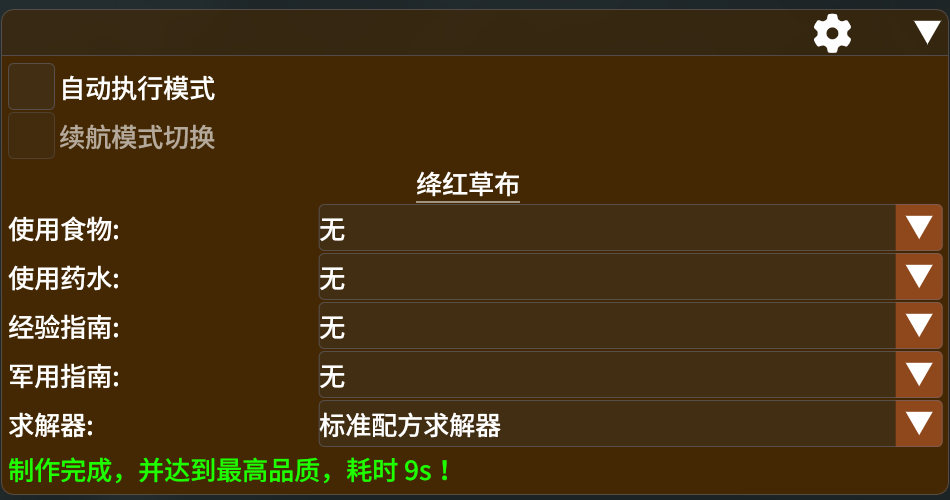 自动执行模式
续航模式切换
绛红草布
使用食物: 无
使用药水: 无
经验指南: 无
军用指南: 无
求解器: 标准配方求解器
制作完成，并达到最高品质，耗时 9s！